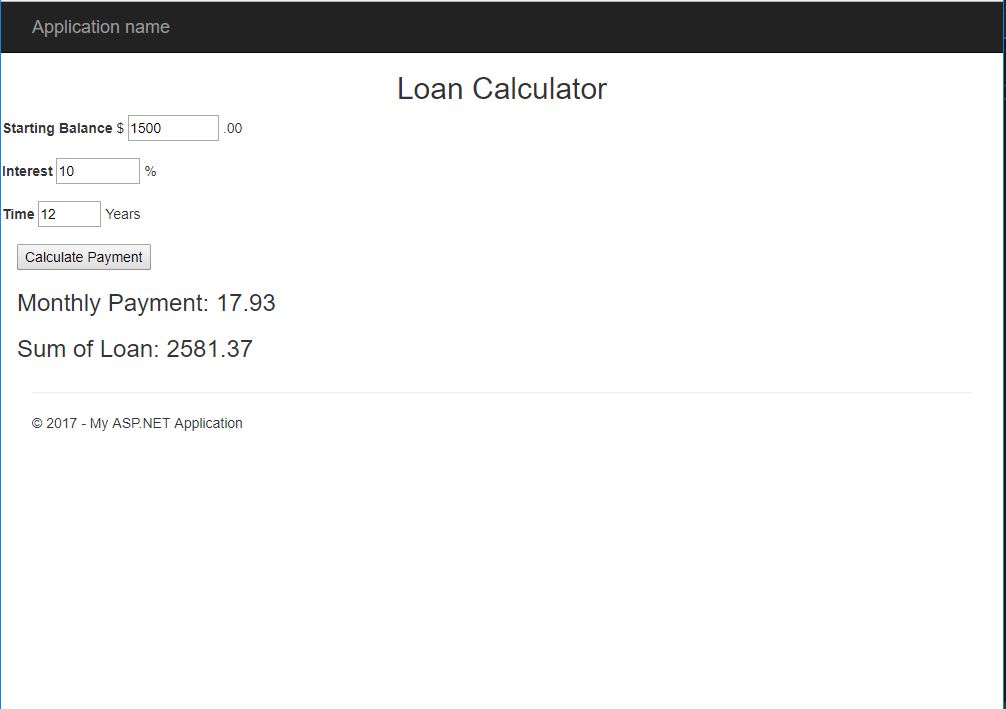 Application name
Loan Calculator
Starting Balance $ 1500 .00
Interest 10 %
Time 12 Years
Calculate Payment
Monthly Payment: 17.93
Sum of Loan: 2581.37
© 2017 - My ASP.NET Application